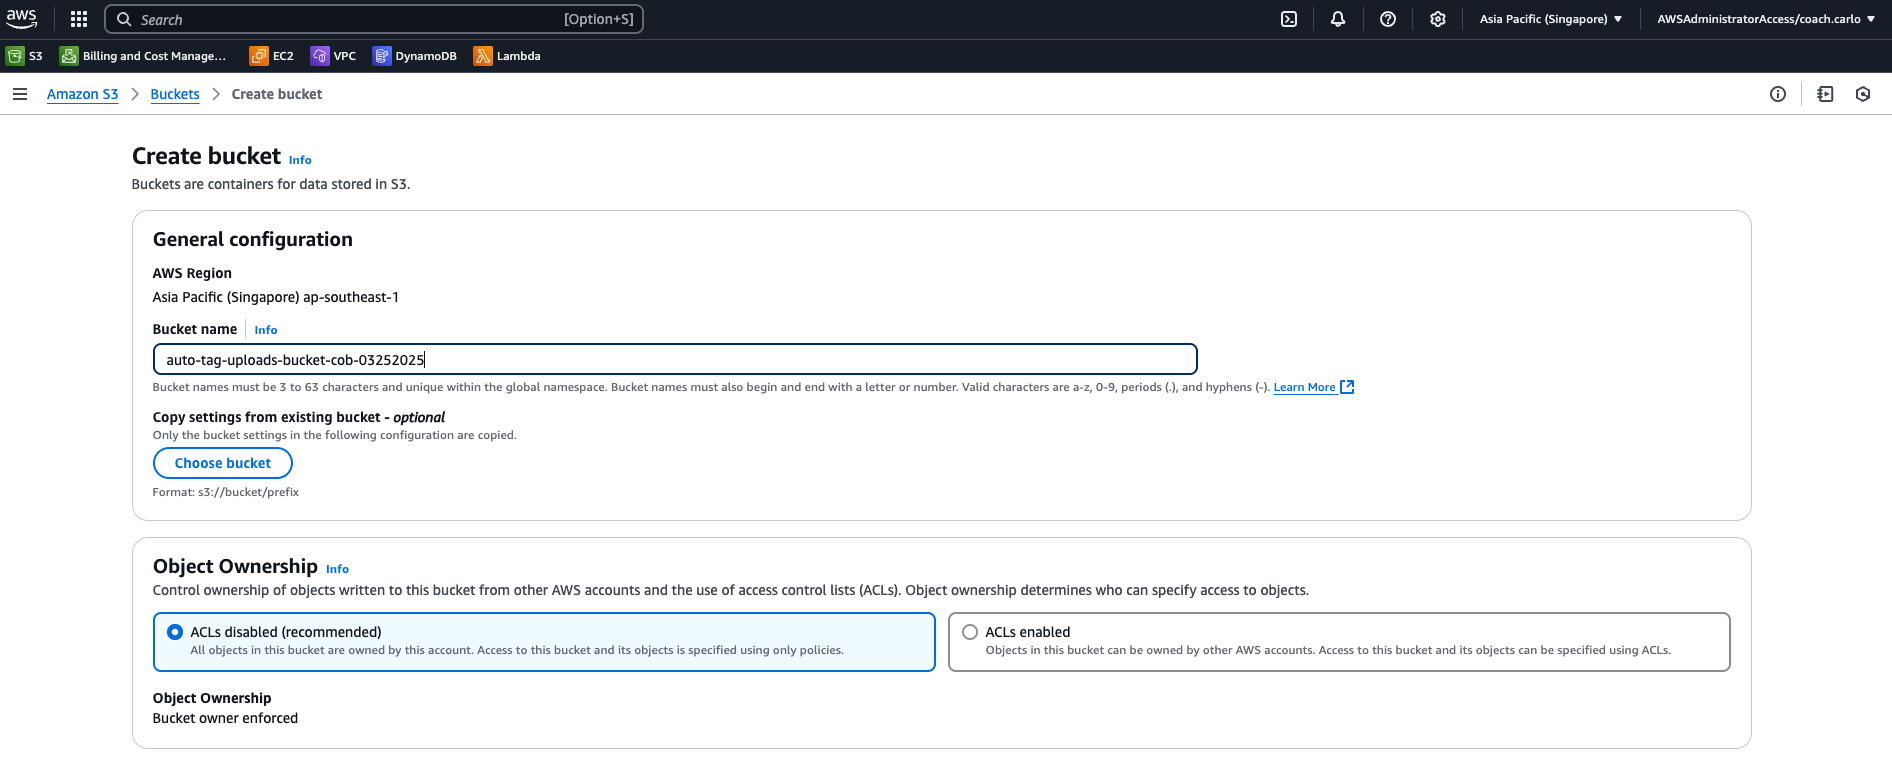 aws Search [Option+S] Asia Pacific (Singapore) AWSAdministratorAccess/coach.carlo
S3 Billing and Cost Manage... EC2 VPC DynamoDB Lambda
Amazon S3 Buckets Create bucket
Create bucket Info
Buckets are containers for data stored in S3.
General configuration
AWS Region
Asia Pacific (Singapore) ap-southeast-1
Bucket name Info
auto-tag-uploads-bucket-cob-03252025
Bucket names must be 3 to 63 characters and unique within the global namespace. Bucket names must also begin and end with a letter or number. Valid characters are a-z, 0-9, periods (.), and hyphens (-). Learn More
Copy settings from existing bucket - optional
Only the bucket settings in the following configuration are copied.
Choose bucket
Format: s3://bucket/prefix
Object Ownership Info
Control ownership of objects written to this bucket from other AWS accounts and the use of access control lists (ACLs). Object ownership determines who can specify access to objects.
ACLs disabled (recommended)
All objects in this bucket are owned by this account. Access to this bucket and its objects is specified using only policies.
ACLs enabled
Objects in this bucket can be owned by other AWS accounts. Access to this bucket and its objects can be specified using ACLs.
Object Ownership
Bucket owner enforced